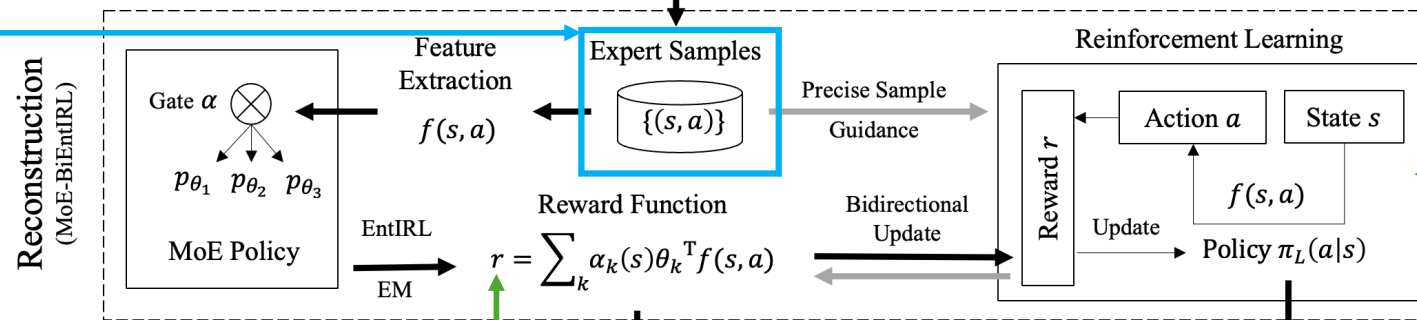 Reconstruction
(MoE-BiEntIRL)
Gate α
p_θ₁ p_θ₂ p_θ₃
MoE Policy
Feature
Extraction
f(s, a)
Expert Samples
{(s, a)}
Precise Sample
Guidance
EntIRL
EM
Reward Function
r = ∑_k α_k(s)θ_k^T f(s, a)
Bidirectional
Update
Reinforcement Learning
Reward r
Action a
State s
f(s, a)
Update
Policy π_L(a|s)